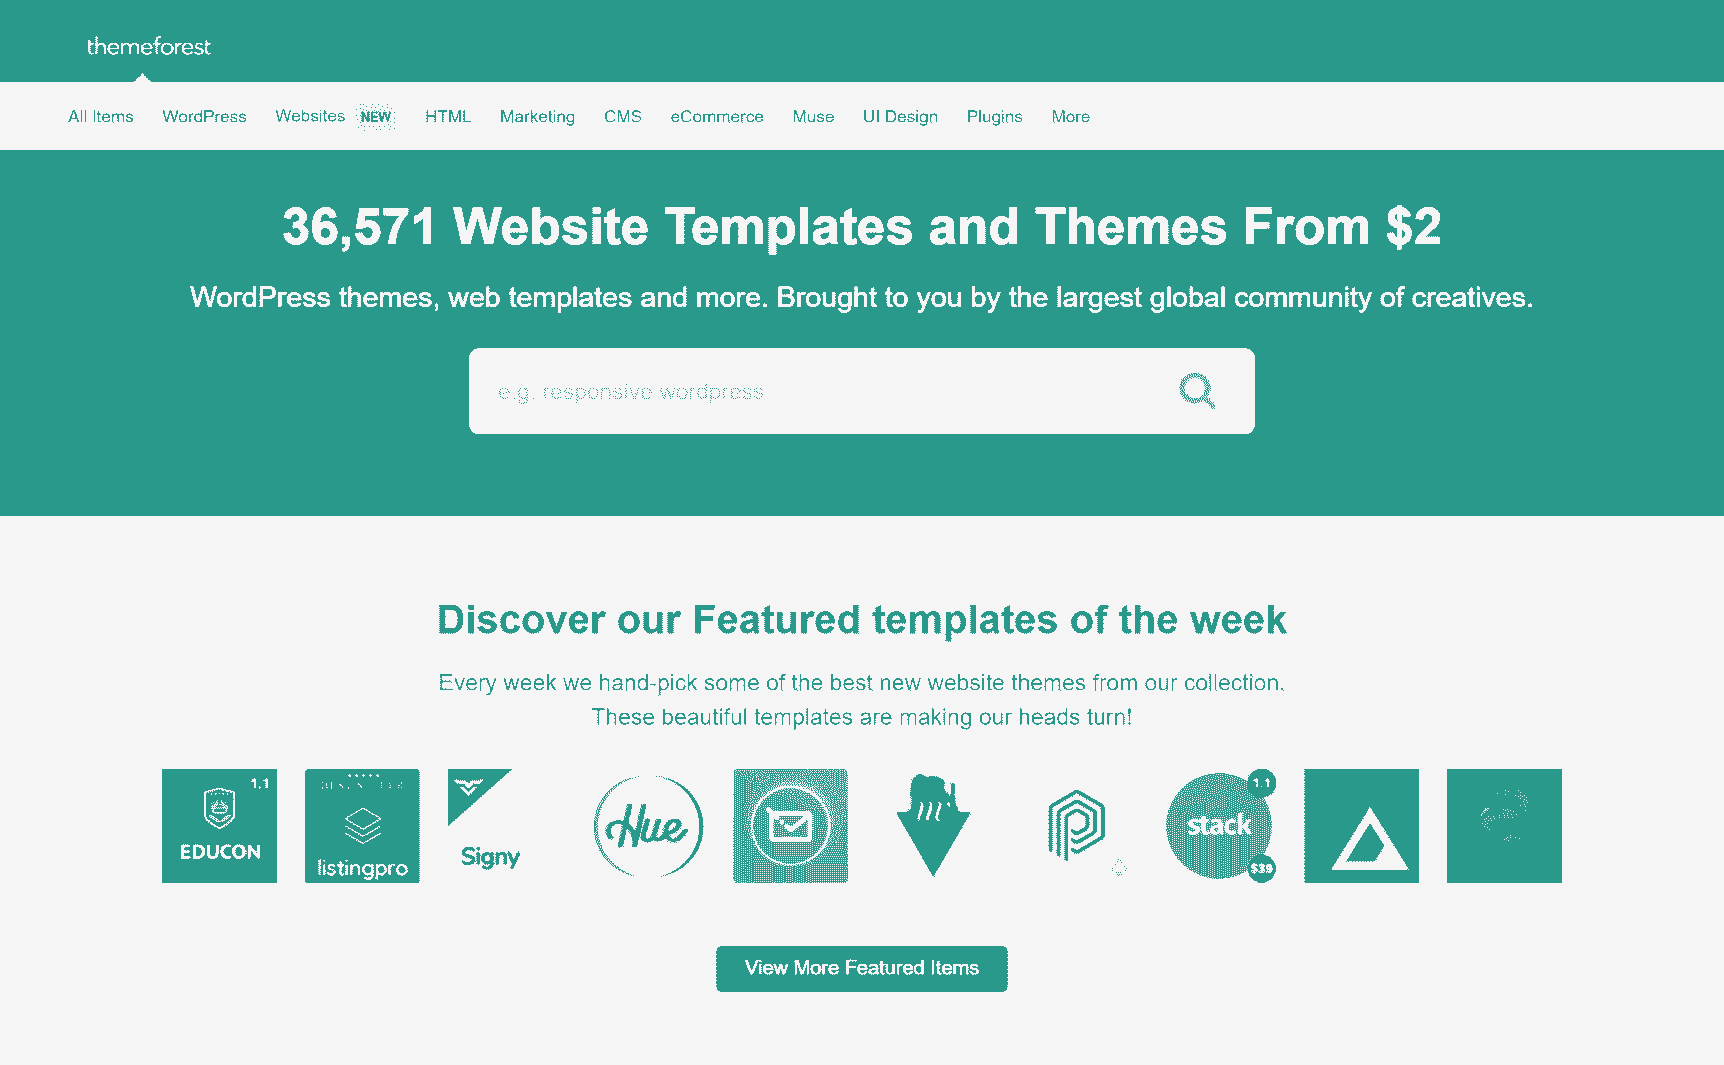 themeforest
All Items WordPress Websites NEW HTML Marketing CMS eCommerce Muse UI Design Plugins More
36,571 Website Templates and Themes From $2
WordPress themes, web templates and more. Brought to you by the largest global community of creatives.
e.g. responsive wordpress
Discover our Featured templates of the week
Every week we hand-pick some of the best new website themes from our collection.
These beautiful templates are making our heads turn!
1.1
EDUCON
listingpro
Signy
Hue
m
1.1
stack
$39
View More Featured Items